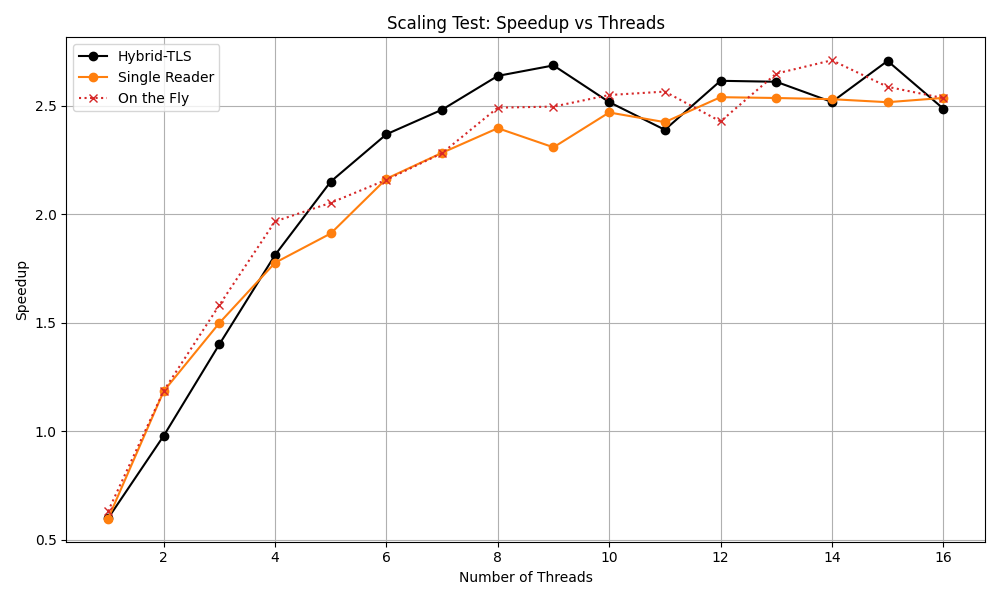 Scaling Test: Speedup vs Threads
Hybrid-TLS
Single Reader
On the Fly
2.5
2.0
1.5
1.0
0.5
Speedup
2 4 6 8 10 12 14 16
Number of Threads